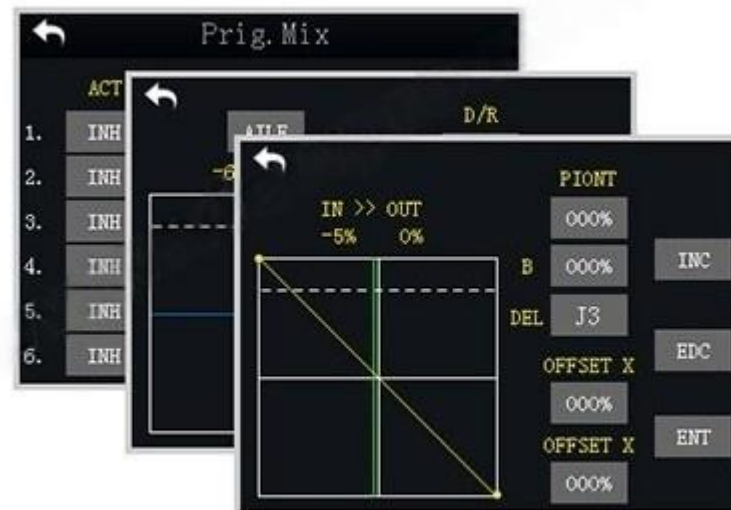 Prig.Mix
ACT
1. INH
2. INH
3. INH
4. INH
5. INH
6. INH
D/R
AILE
-6
PIONT
IN >> OUT
-5% 0%
000%
B 000%
DEL J3
OFFSET X
000%
OFFSET X
000%
INC
EDC
ENT